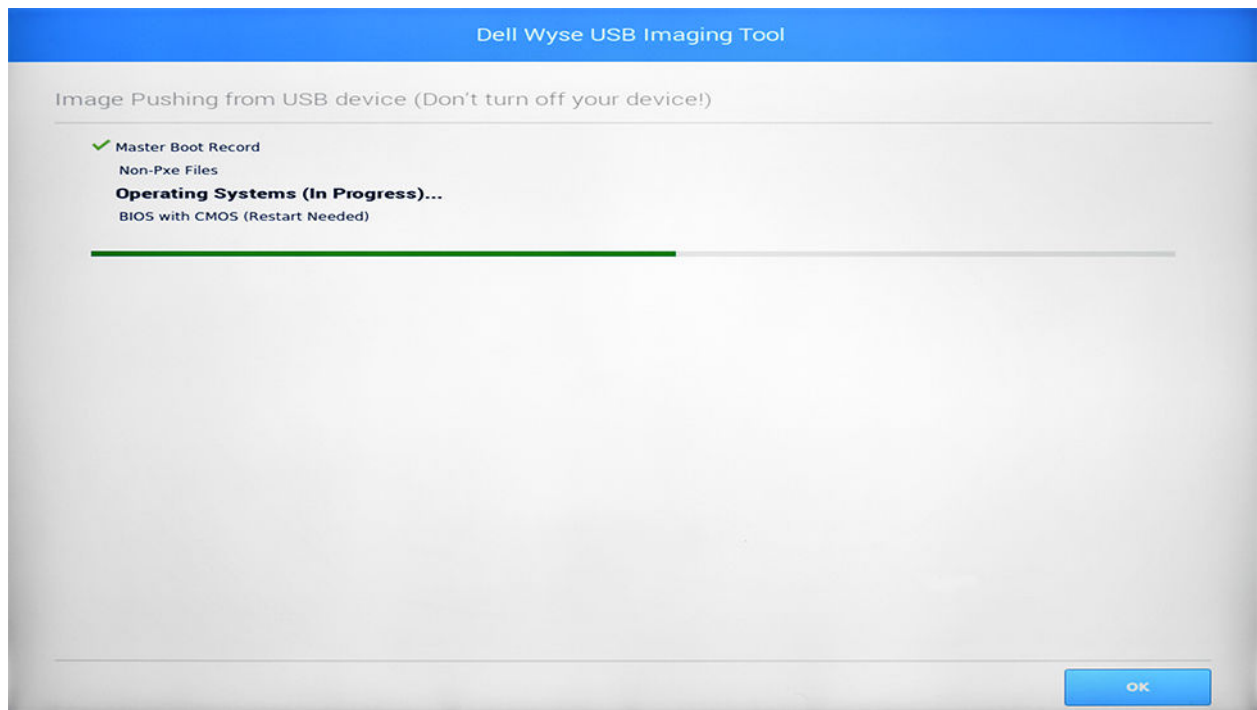 Dell Wyse USB Imaging Tool
Image Pushing from USB device (Don't turn off your device!)
Master Boot Record
Non-Pxe Files
Operating Systems (In Progress)...
BIOS with CMOS (Restart Needed)
OK